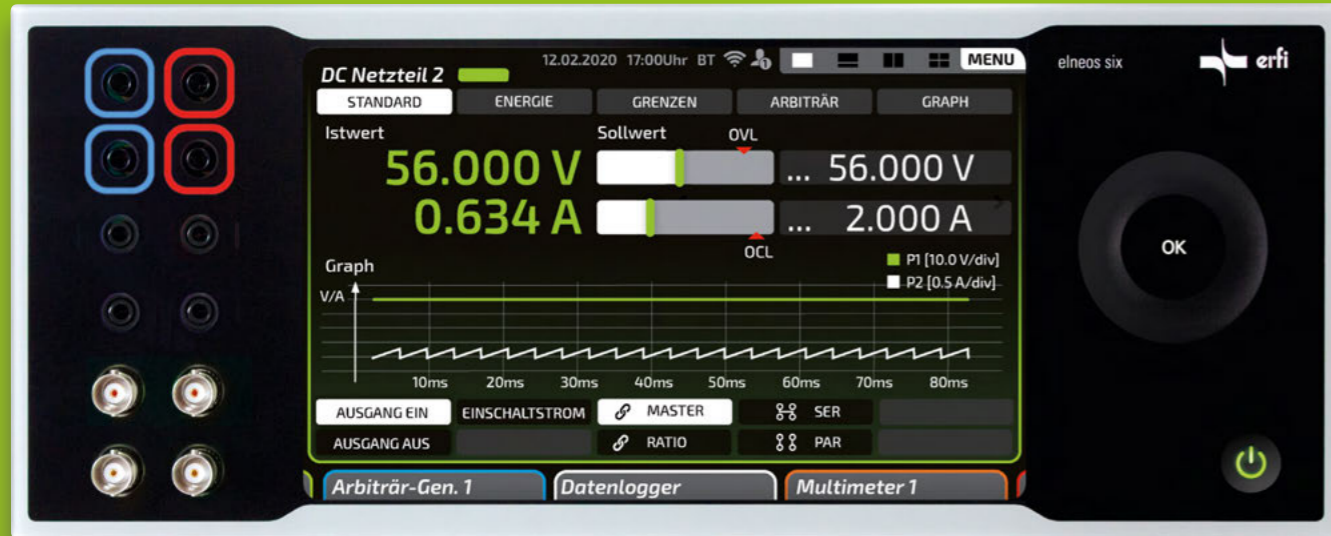 12.02.2020 17:00Uhr BT
MENU
DC Netzteil 2
STANDARD ENERGIE GRENZEN ARBITRÄR GRAPH
Istwert Sollwert OVL
56.000 V ... 56.000 V
0.634 A ... 2.000 A
OCL
Graph P1 [10.0 V/div]
P2 [0.5 A/div]
V/A
10ms 20ms 30ms 40ms 50ms 60ms 70ms 80ms
AUSGANG EIN EINSCHALTSTROM MASTER SER
AUSGANG AUS RATIO PAR
Arbiträr-Gen. 1 Datenlogger Multimeter 1
elneos six erfi
OK